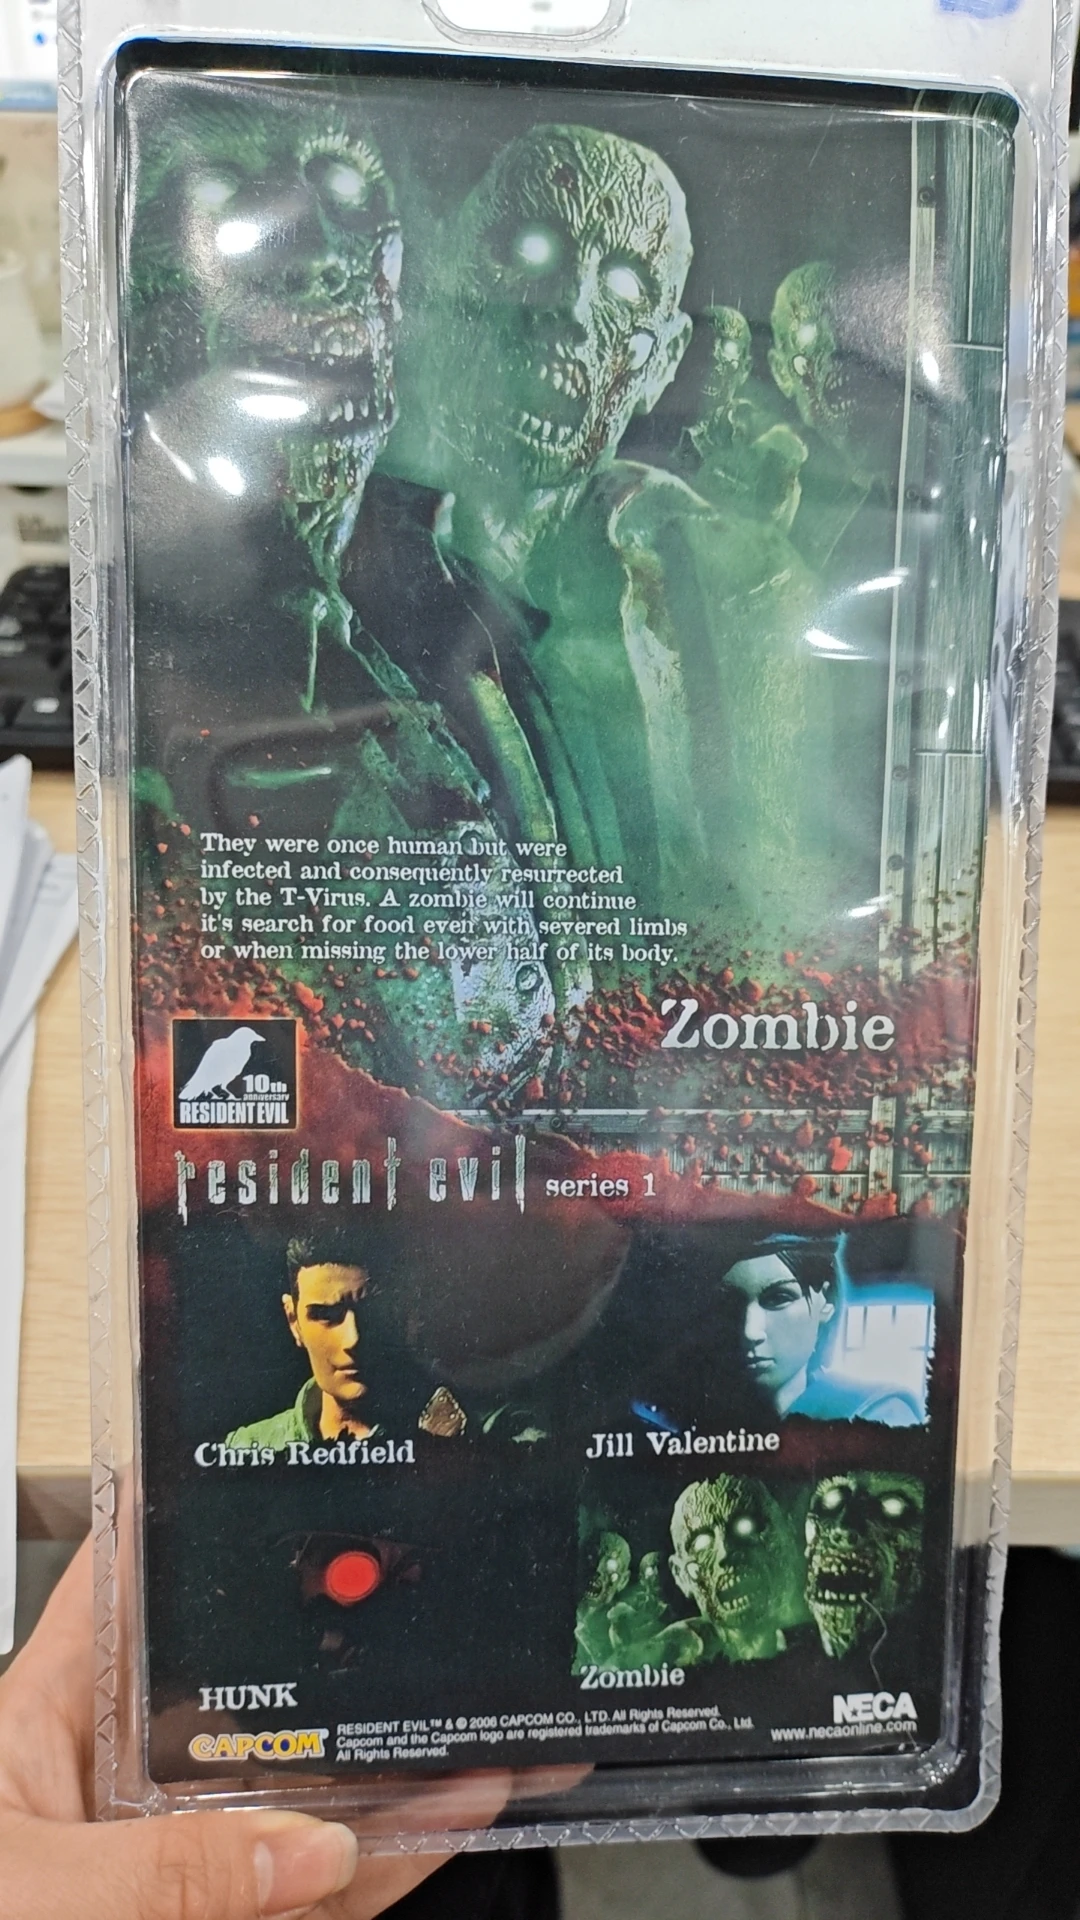 They were once human but were
infected and consequently resurrected
by the T-Virus. A zombie will continue
it's search for food even with severed limbs
or when missing the lower half of its body.
Zombie
10th
anniversary
RESIDENT EVIL
resident evil series 1
Chris Redfield
Jill Valentine
HUNK
Zombie
CAPCOM
RESIDENT EVIL™ & © 2006 CAPCOM CO., LTD. All Rights Reserved.
Capcom and the Capcom logo are registered trademarks of Capcom Co., Ltd.
All Rights Reserved.
NECA
www.necaonline.com